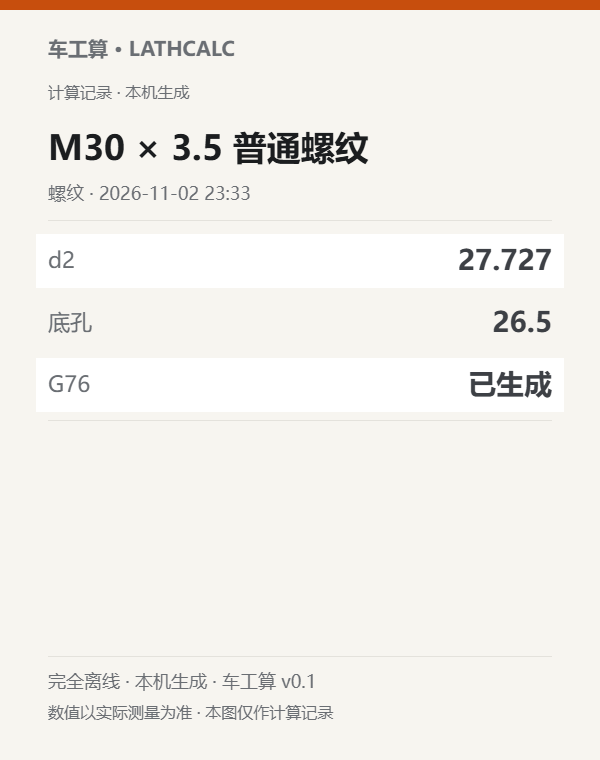 车工算 • LATHCALC
计算记录 · 本机生成
M30 × 3.5 普通螺纹
螺纹 · 2026-11-02 23:33
d2 27.727
底孔 26.5
G76 已生成
完全离线 · 本机生成 · 车工算 v0.1
数值以实际测量为准 · 本图仅作计算记录